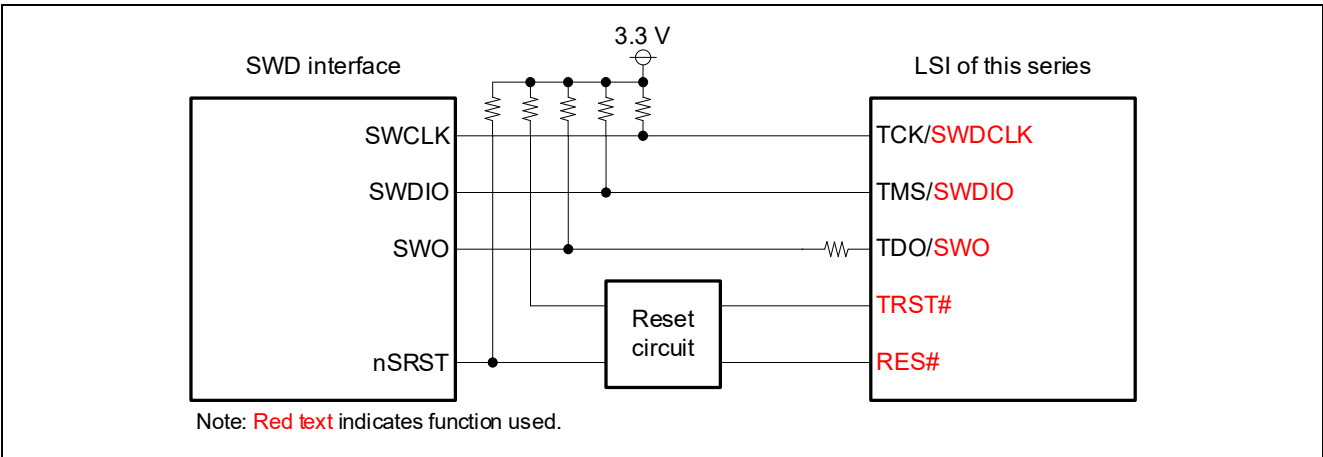 3.3 V
SWD interface
LSI of this series
SWCLK
TCK/SWDCLK
SWDIO
TMS/SWDIO
SWO
TDO/SWO
Reset
circuit
TRST#
nSRST
RES#
Note: Red text indicates function used.